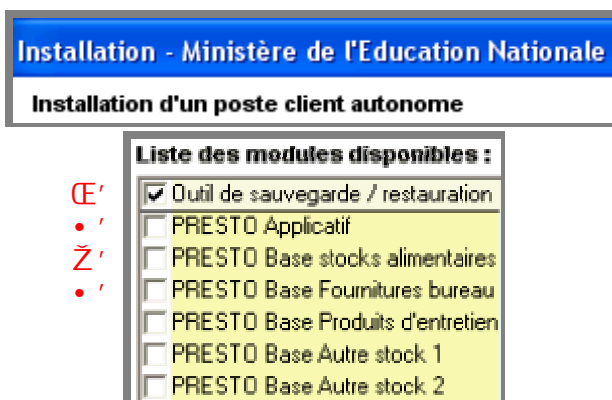 Installation - Ministère de l'Education Nationale
Installation d'un poste client autonome
Liste des modules disponibles :
Œ' Outil de sauvegarde / restauration
• ' PRESTO Applicatif
Ž ' PRESTO Base stocks alimentaires
• ' PRESTO Base Fournitures bureau
PRESTO Base Produits d'entretien
PRESTO Base Autre stock 1
PRESTO Base Autre stock 2